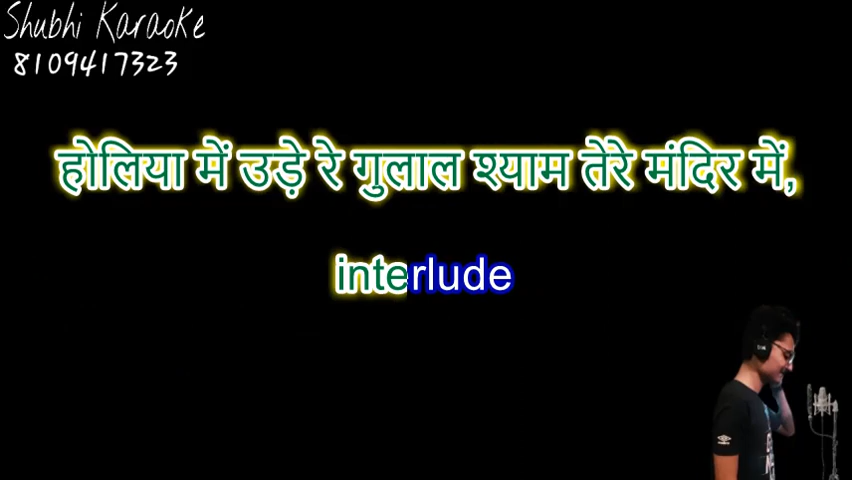 Shubhi Karaoke
8109417323
होलिया में उड़े रे गुलाल श्याम तेरे मंदिर में,
interlude